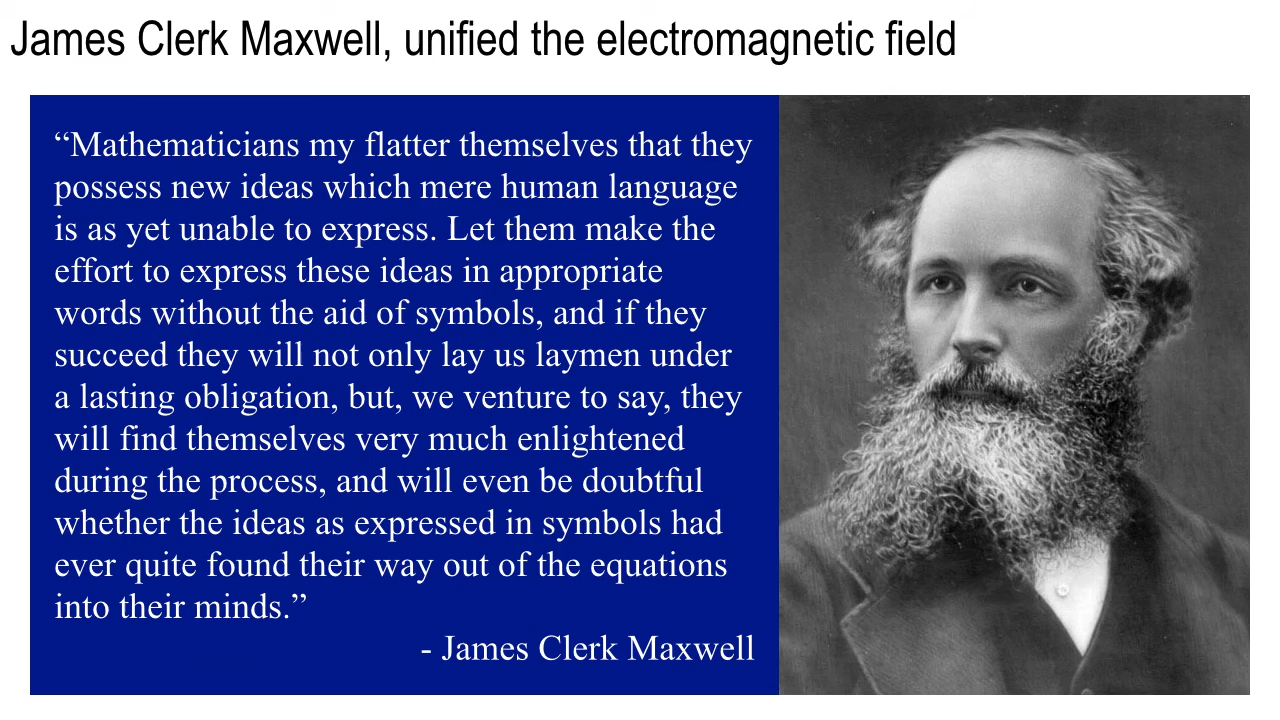 James Clerk Maxwell, unified the electromagnetic field
“Mathematicians my flatter themselves that they
possess new ideas which mere human language
is as yet unable to express. Let them make the
effort to express these ideas in appropriate
words without the aid of symbols, and if they
succeed they will not only lay us laymen under
a lasting obligation, but, we venture to say, they
will find themselves very much enlightened
during the process, and will even be doubtful
whether the ideas as expressed in symbols had
ever quite found their way out of the equations
into their minds.”
- James Clerk Maxwell